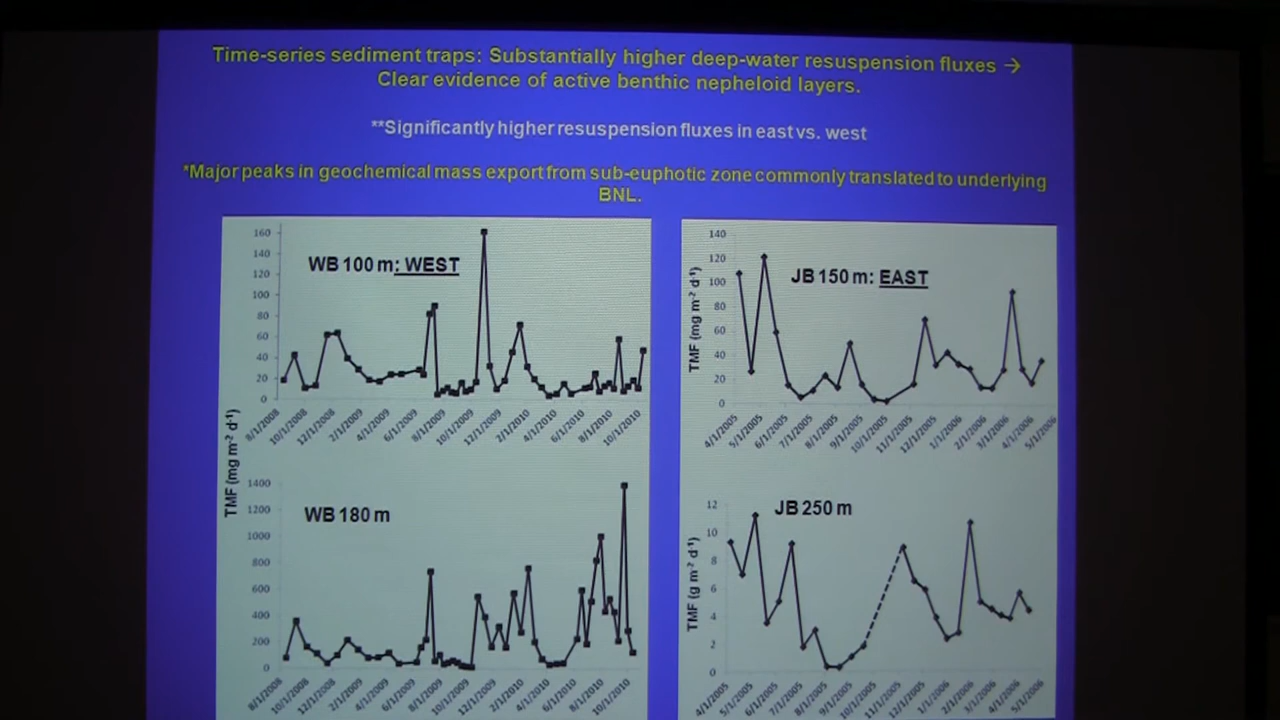 Time-series sediment traps: Substantially higher deep-water resuspension fluxes →
Clear evidence of active benthic nepheloid layers.
**Significantly higher resuspension fluxes in east vs. west
*Major peaks in geochemical mass export from sub-euphotic zone commonly translated to underlying
BNL.
WB 100 m: WEST
160
140
120
100
80
60
40
20
0
8/1/2008 10/1/2008 12/1/2008 2/1/2009 4/1/2009 6/1/2009 8/1/2009 10/1/2009 12/1/2009 2/1/2010 4/1/2010 6/1/2010 8/1/2010 10/1/2010
TMF (mg m-2 d-1)
WB 180 m
1400
1200
1000
800
600
400
200
0
8/1/2008 10/1/2008 12/1/2008 2/1/2009 4/1/2009 6/1/2009 8/1/2009 10/1/2009 12/1/2009 2/1/2010 4/1/2010 6/1/2010 8/1/2010 10/1/2010
JB 150 m: EAST
TMF (mg m-2 d-1)
140
120
100
80
60
40
20
0
4/1/2005 5/1/2005 6/1/2005 7/1/2005 8/1/2005 9/1/2005 10/1/2005 11/1/2005 12/1/2005 1/1/2006 2/1/2006 3/1/2006 4/1/2006 5/1/2006
JB 250 m
TMF (g m-2 d-1)
12
10
8
6
4
2
0
4/1/2005 5/1/2005 6/1/2005 7/1/2005 8/1/2005 9/1/2005 10/1/2005 11/1/2005 12/1/2005 1/1/2006 2/1/2006 3/1/2006 4/1/2006 5/1/2006